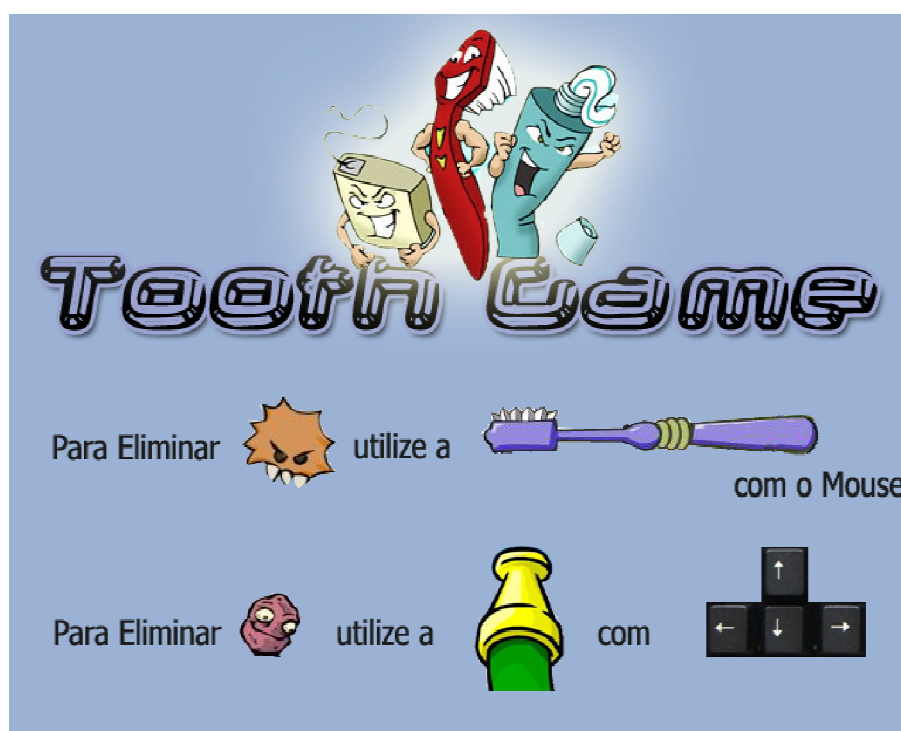 Tooth Game
Para Eliminar utilize a
com o Mouse
Para Eliminar utilize a com
↑
← ↓ →